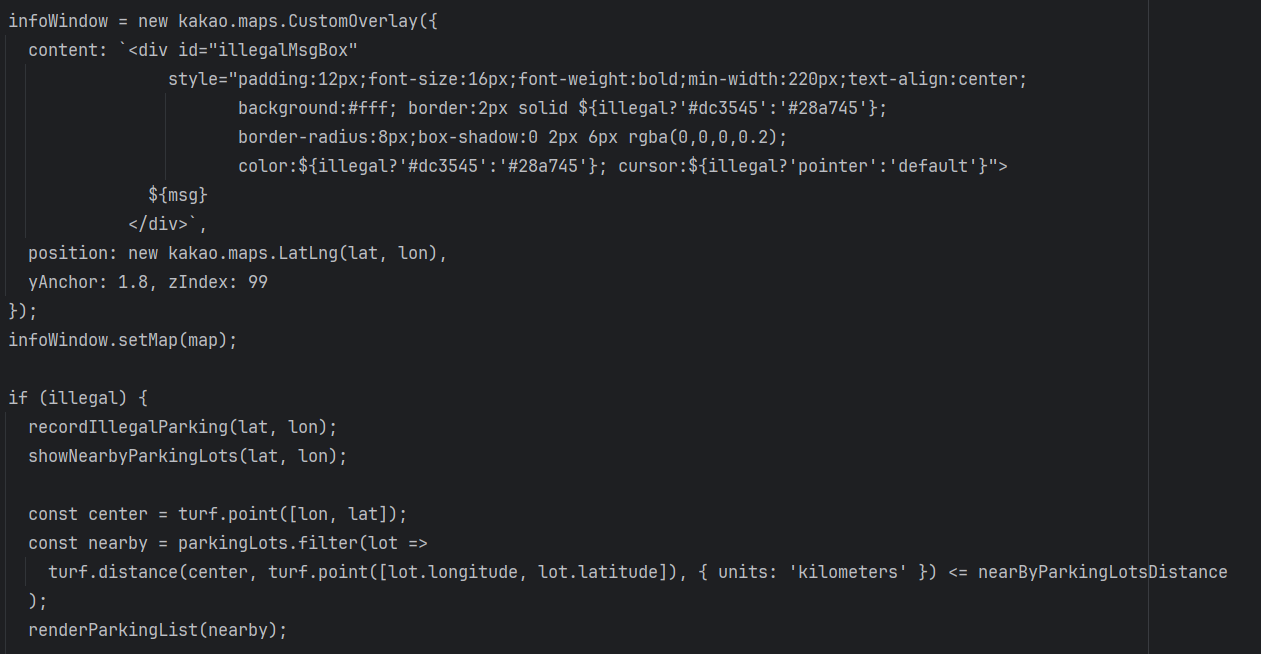 infoWindow = new kakao.maps.CustomOverlay({
  content: `<div id="illegalMsgBox"
                style="padding:12px;font-size:16px;font-weight:bold;min-width:220px;text-align:center;
                       background:#fff; border:2px solid ${illegal?'#dc3545':'#28a745'};
                       border-radius:8px;box-shadow:0 2px 6px rgba(0,0,0,0.2);
                       color:${illegal?'#dc3545':'#28a745'}; cursor:${illegal?'pointer':'default'}">
              ${msg}
            </div>`,
  position: new kakao.maps.LatLng(lat, lon),
  yAnchor: 1.8, zIndex: 99
});
infoWindow.setMap(map);

if (illegal) {
  recordIllegalParking(lat, lon);
  showNearbyParkingLots(lat, lon);

  const center = turf.point([lon, lat]);
  const nearby = parkingLots.filter(lot =>
    turf.distance(center, turf.point([lot.longitude, lot.latitude]), { units: 'kilometers' }) <= nearByParkingLotsDistance
  );
  renderParkingList(nearby);